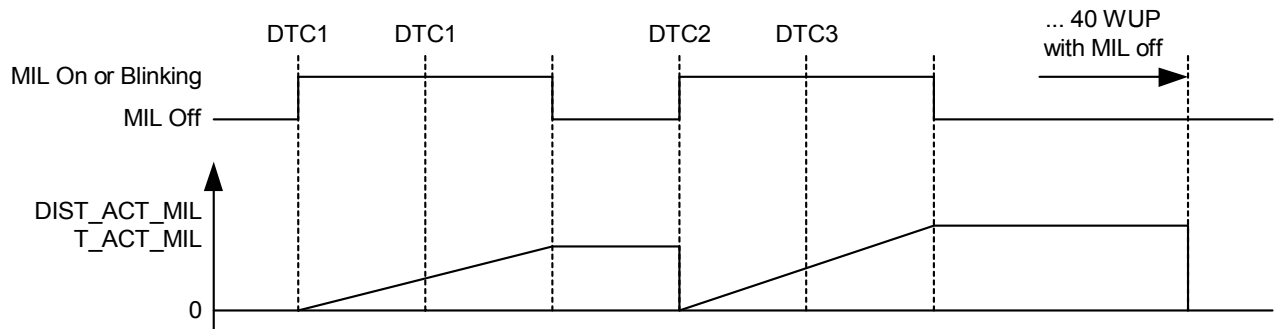 DTC1
DTC1
DTC2
DTC3
... 40 WUP
with MIL off
MIL On or Blinking
MIL Off
DIST_ACT_MIL
T_ACT_MIL
0